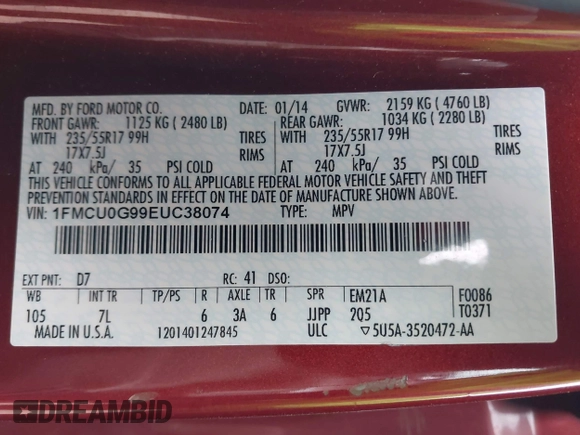 MFD. BY FORD MOTOR CO. DATE: 01/14 GVWR: 2159 KG ( 4760 LB)
FRONT GAWR: 1125 KG ( 2480 LB) REAR GAWR: 1034 KG ( 2280 LB)
WITH 235/55R17 99H TIRES WITH 235/55R17 99H TIRES
17X7.5J RIMS 17X7.5J RIMS
AT 240 kPa/ 35 PSI COLD AT 240 kPa/ 35 PSI COLD
THIS VEHICLE CONFORMS TO ALL APPLICABLE FEDERAL MOTOR VEHICLE SAFETY AND THEFT
PREVENTION STANDARDS IN EFFECT ON THE DATE OF MANUFACTURE SHOWN ABOVE.
VIN: 1FMCU0G99EUC38074 TYPE: MPV
EXT PNT: D7 RC: 41 DSO:
WB INT TR TP/PS R AXLE TR SPR EM21A F0086
105 7L 6 3A 6 JJPP 205 T0371
MADE IN U.S.A. 1201401247845 ULC ▽5U5A-3520472-AA
DREAMBID